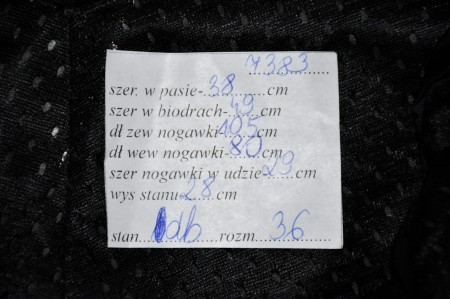 7383
szer. w pasie-38cm
szer w biodrach-49cm
dł zew nogawki-105cm
dł wew nogawki-80cm
szer nogawki w udzie-29cm
wys stanu-28cm
stan bdb rozm. 36